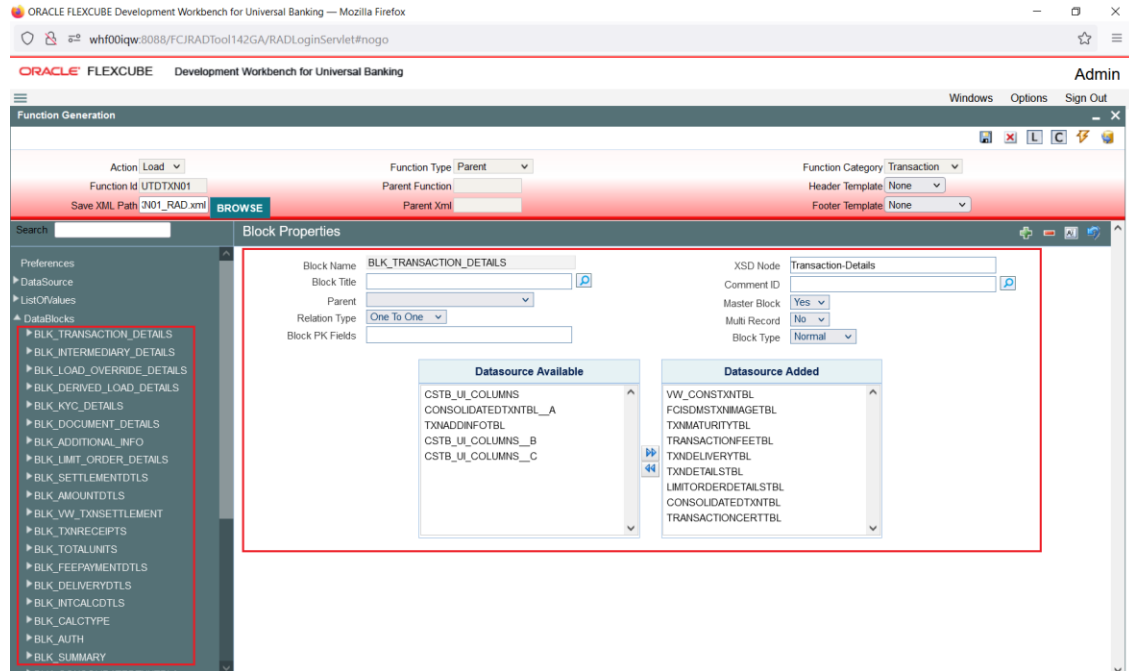 ORACLE FLEXCUBE Development Workbench for Universal Banking — Mozilla Firefox
whf00iqw:8088/FCJRADTool142GA/RADLoginServlet#nogo
ORACLE FLEXCUBE Development Workbench for Universal Banking
Admin
Windows Options Sign Out
Function Generation
L C
Action Load Function Type Parent Function Category Transaction
Function Id UTDTXN01 Parent Function Header Template None
Save XML Path N01_RAD.xml BROWSE Parent Xml Footer Template None
Search
Block Properties
Preferences
DataSource
ListOfValues
DataBlocks
BLK_TRANSACTION_DETAILS
BLK_INTERMEDIARY_DETAILS
BLK_LOAD_OVERRIDE_DETAILS
BLK_DERIVED_LOAD_DETAILS
BLK_KYC_DETAILS
BLK_DOCUMENT_DETAILS
BLK_ADDITIONAL_INFO
BLK_LIMIT_ORDER_DETAILS
BLK_SETTLEMENTDTLS
BLK_AMOUNTDTLS
BLK_VW_TXNSETTLEMENT
BLK_TXNRECEIPTS
BLK_TOTALUNITS
BLK_FEEPAYMENTDTLS
BLK_DELIVERYDTLS
BLK_INTCALCDTLS
BLK_CALCTYPE
BLK_AUTH
BLK_SUMMARY
Block Name BLK_TRANSACTION_DETAILS XSD Node Transaction-Details
Block Title Comment ID
Parent Master Block Yes
Relation Type One To One Multi Record No
Block PK Fields Block Type Normal
Datasource Available
CSTB_UI_COLUMNS
CONSOLIDATEDTXNTBL__A
TXNADDINFOTBL
CSTB_UI_COLUMNS__B
CSTB_UI_COLUMNS__C
Datasource Added
VW_CONSTXNTBL
FCISDMSTXNIMAGETBL
TXNMATURITYTBL
TRANSACTIONFEETBL
TXNDELIVERYTBL
TXNDETAILSTBL
LIMITORDERDETAILSTBL
CONSOLIDATEDTXNTBL
TRANSACTIONCERTTBL